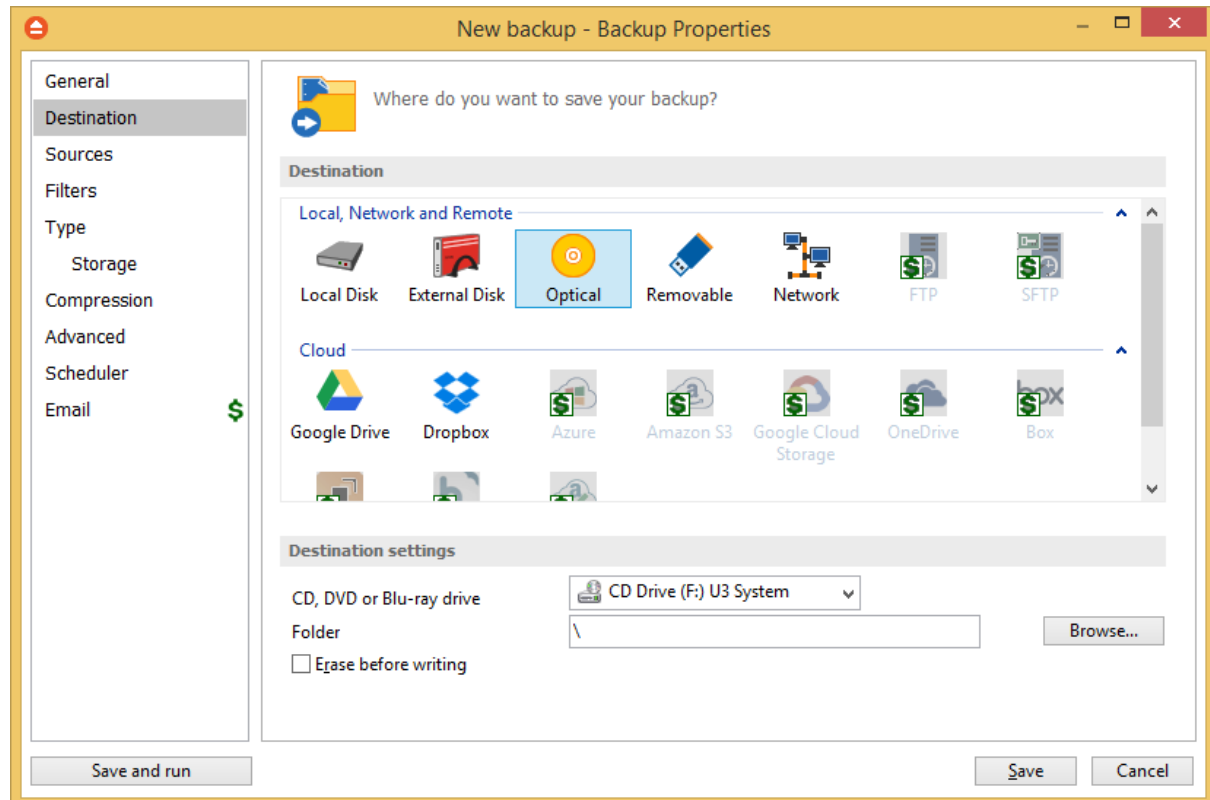 New backup - Backup Properties
General
Destination
Sources
Filters
Type
Storage
Compression
Advanced
Scheduler
Email $
Where do you want to save your backup?
Destination
Local, Network and Remote
Local Disk External Disk Optical Removable Network $ FTP $ SFTP
Cloud
Google Drive Dropbox $ Azure $ Amazon S3 $ Google Cloud Storage $ OneDrive $ box Box
Destination settings
CD, DVD or Blu-ray drive CD Drive (F:) U3 System
Folder \ Browse...
Erase before writing
Save and run Save Cancel